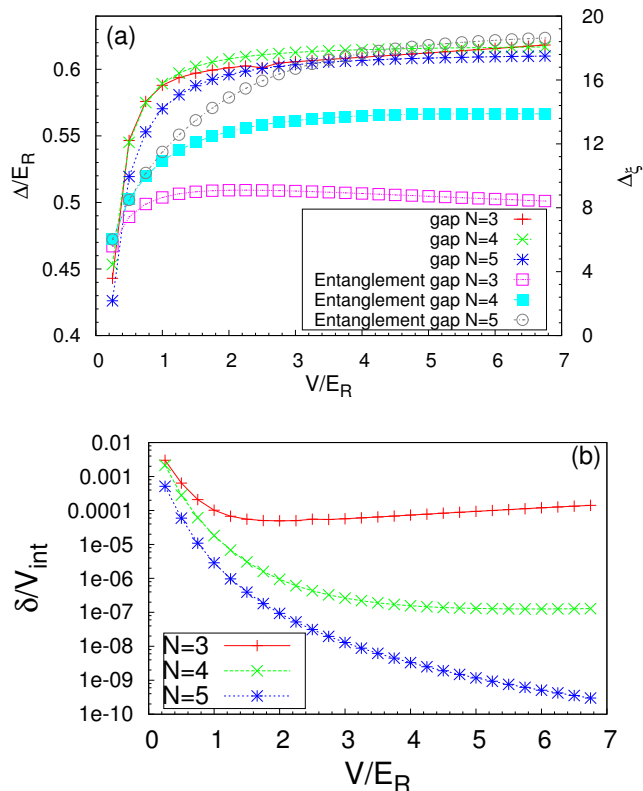 (a)
0.6
0.55
0.5
0.45
0.4
Δ/E_R
20
16
12
8
4
0
Δ_ξ
gap N=3
gap N=4
gap N=5
Entanglement gap N=3
Entanglement gap N=4
Entanglement gap N=5
0 1 2 3 4 5 6 7
V/E_R
(b)
0.01
0.001
0.0001
1e-05
1e-06
1e-07
1e-08
1e-09
1e-10
δ/V_int
N=3
N=4
N=5
0 1 2 3 4 5 6 7
V/E_R